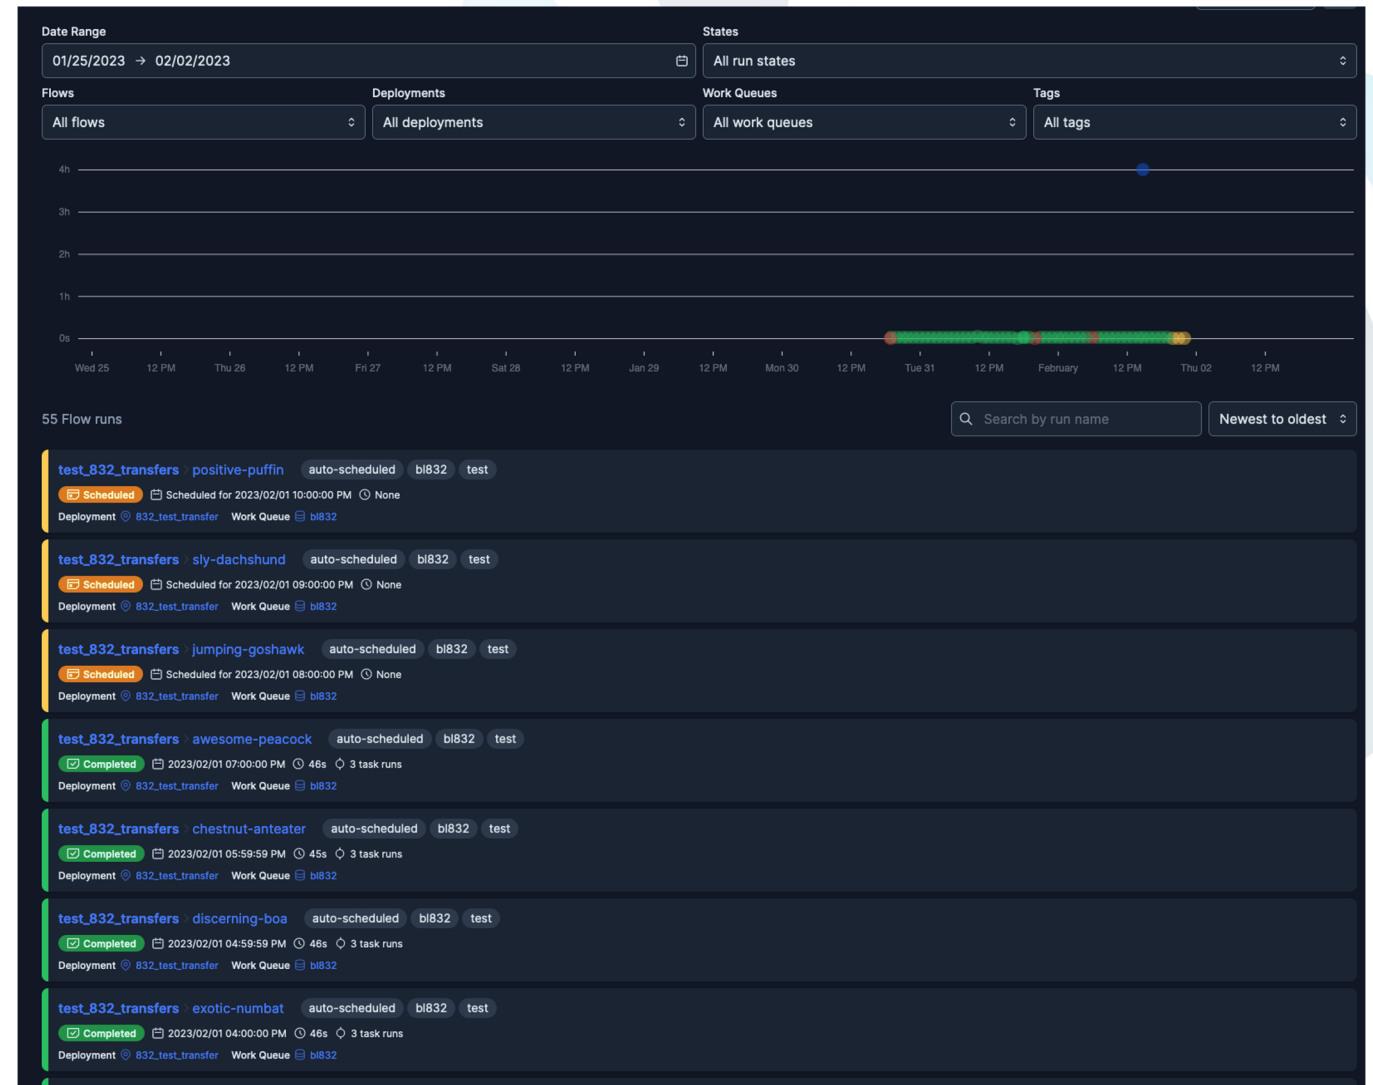 Date Range
States
01/25/2023 → 02/02/2023
All run states
Flows
Deployments
Work Queues
Tags
All flows
All deployments
All work queues
All tags
4h
3h
2h
1h
0s
Wed 25 12 PM Thu 26 12 PM Fri 27 12 PM Sat 28 12 PM Jan 29 12 PM Mon 30 12 PM Tue 31 12 PM February 12 PM Thu 02 12 PM
55 Flow runs
Search by run name
Newest to oldest
test_832_transfers › positive-puffin auto-scheduled bl832 test
Scheduled Scheduled for 2023/02/01 10:00:00 PM None
Deployment 832_test_transfer Work Queue bl832
test_832_transfers › sly-dachshund auto-scheduled bl832 test
Scheduled Scheduled for 2023/02/01 09:00:00 PM None
Deployment 832_test_transfer Work Queue bl832
test_832_transfers › jumping-goshawk auto-scheduled bl832 test
Scheduled Scheduled for 2023/02/01 08:00:00 PM None
Deployment 832_test_transfer Work Queue bl832
test_832_transfers › awesome-peacock auto-scheduled bl832 test
Completed 2023/02/01 07:00:00 PM 46s 3 task runs
Deployment 832_test_transfer Work Queue bl832
test_832_transfers › chestnut-anteater auto-scheduled bl832 test
Completed 2023/02/01 05:59:59 PM 45s 3 task runs
Deployment 832_test_transfer Work Queue bl832
test_832_transfers › discerning-boa auto-scheduled bl832 test
Completed 2023/02/01 04:59:59 PM 46s 3 task runs
Deployment 832_test_transfer Work Queue bl832
test_832_transfers › exotic-numbat auto-scheduled bl832 test
Completed 2023/02/01 04:00:00 PM 46s 3 task runs
Deployment 832_test_transfer Work Queue bl832